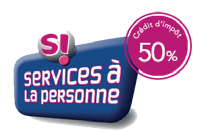 S!
Services à
la personne
Crédit d'impôt
50%